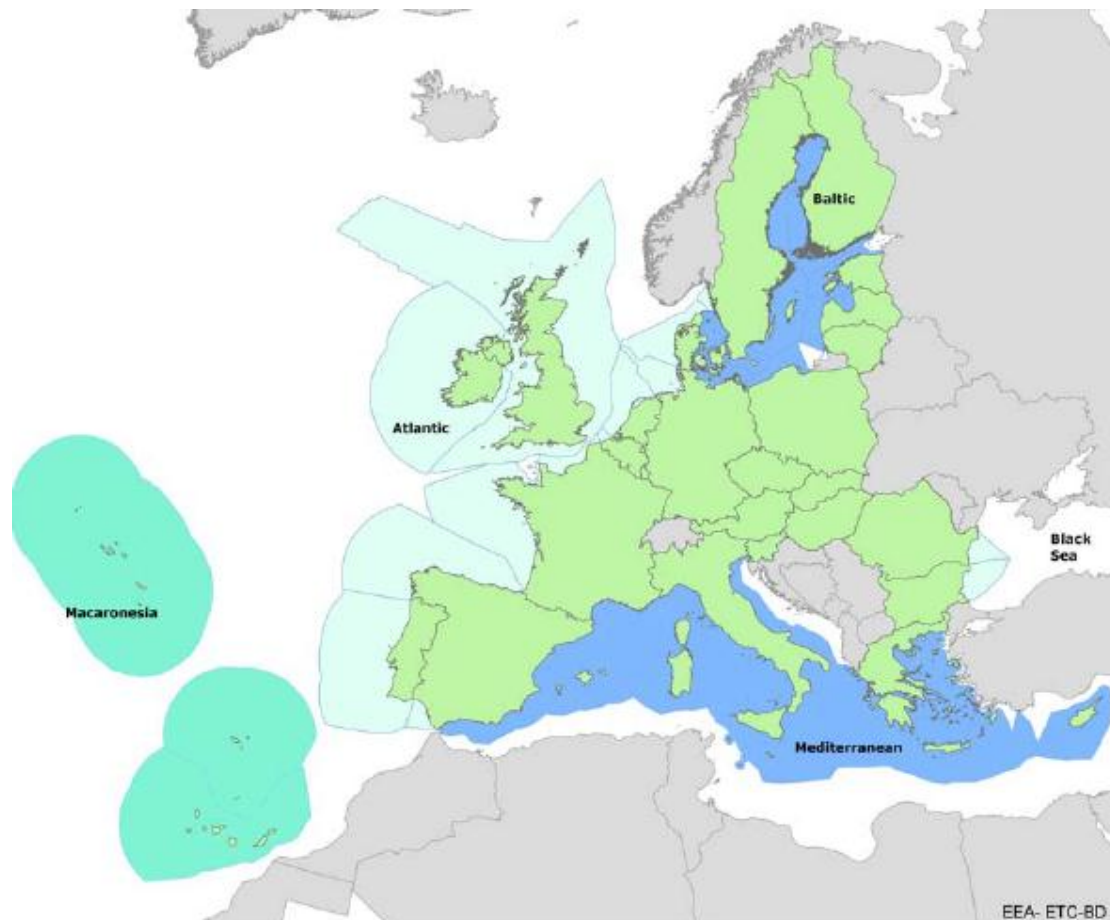 Baltic
Atlantic
Black
Sea
Macaronesia
Mediterranean
EEA- ETC-BD